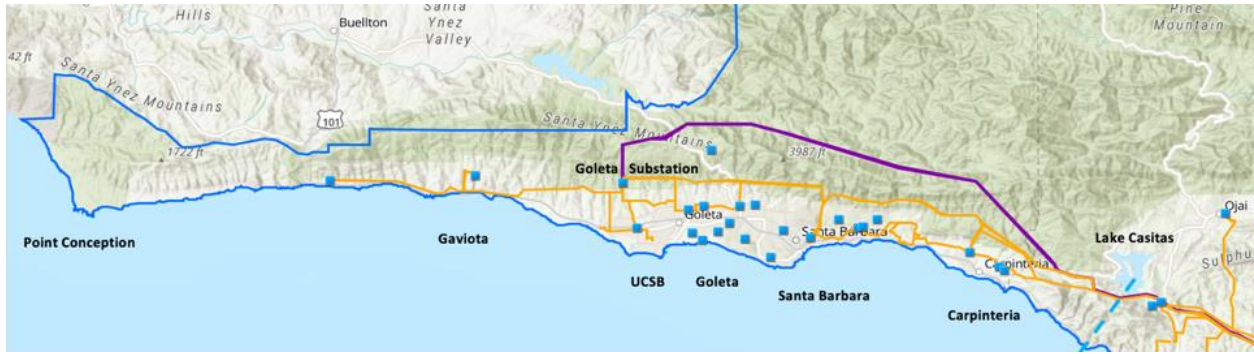 Hills
Buellton
Santa
Ynez
Valley
Pine
Mountain
42 ft
Santa Ynez Mountains
101
Santa Ynez Mountains
1722 ft
3987 ft
Goleta Substation
Goleta
Santa Barbara
Ojai
Point Conception
Gaviota
Lake Casitas
Sulphu
Carpinteria
UCSB
Goleta
Santa Barbara
Carpinteria